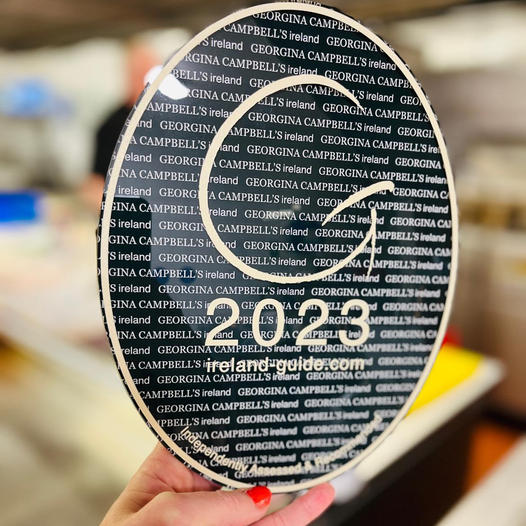 GEORGINA CAMPBELL'S ireland
2023
ireland-guide.com
Independently Assessed &